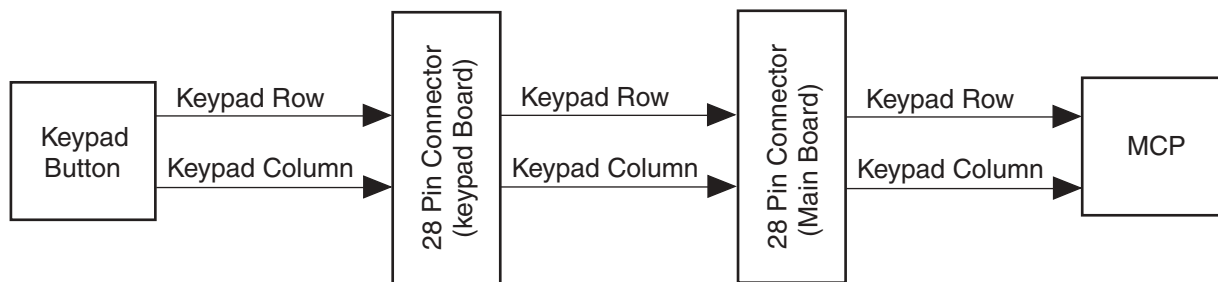 Keypad
Button
Keypad Row
Keypad Column
28 Pin Connector
(keypad Board)
Keypad Row
Keypad Column
28 Pin Connector
(Main Board)
Keypad Row
Keypad Column
MCP